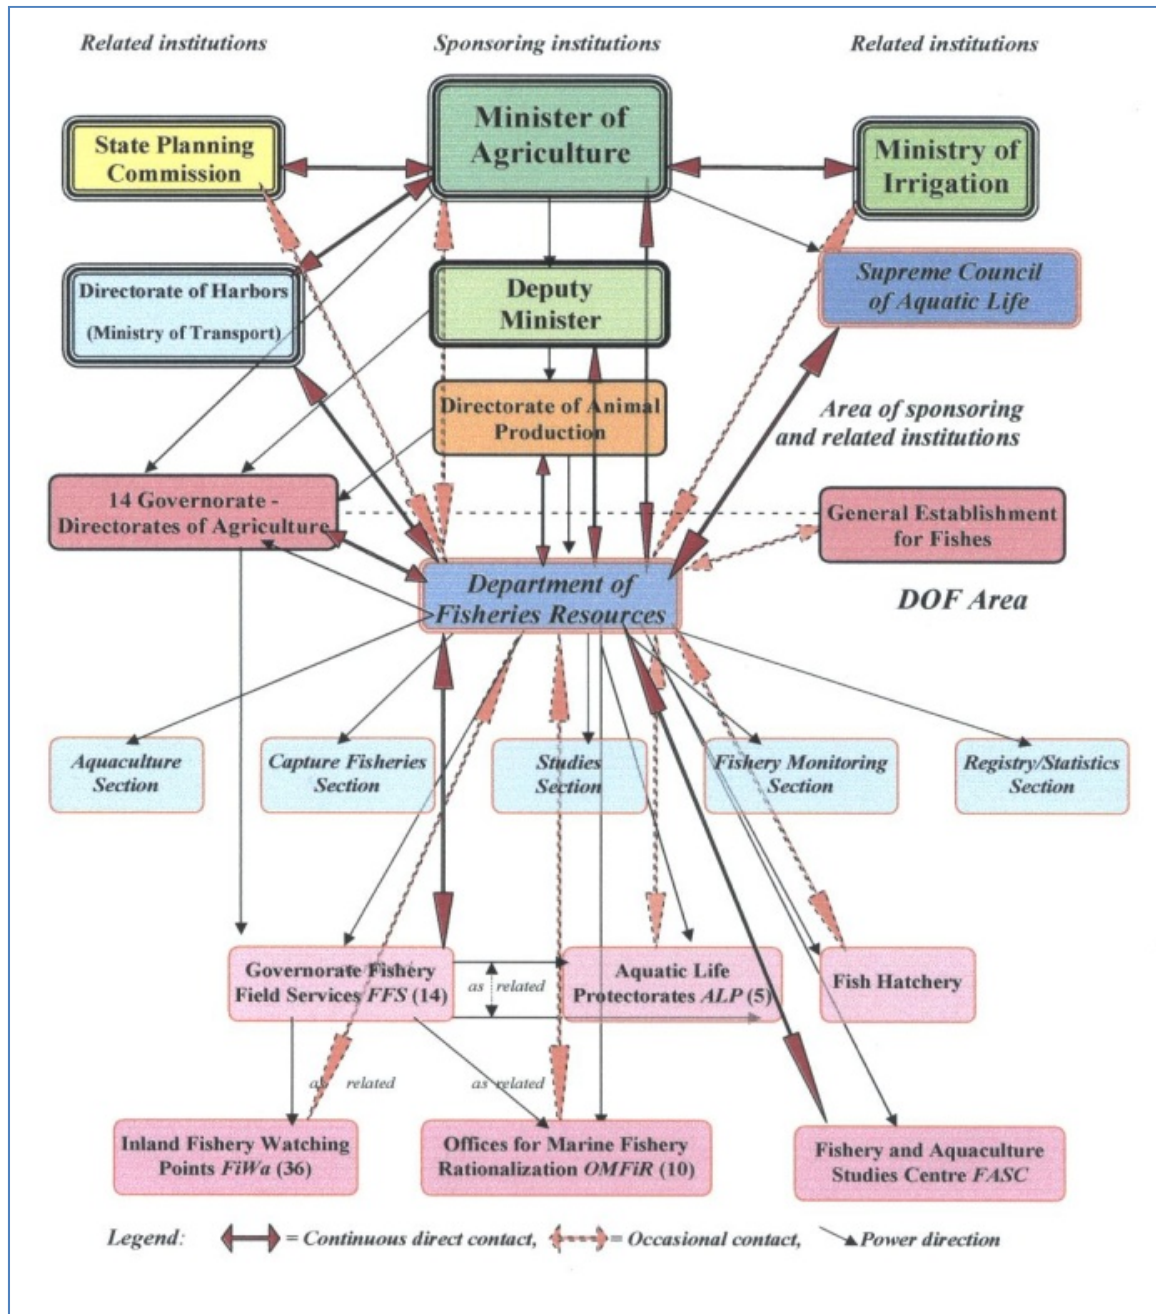 Related institutions
Sponsoring institutions
Related institutions
Minister of
Agriculture
State Planning
Commission
Ministry of
Irrigation
Supreme Council
of Aquatic Life
Directorate of Harbors
(Ministry of Transport)
Deputy
Minister
Directorate of Animal
Production
Area of sponsoring
and related institutions
14 Governorate -
Directorates of Agriculture
General Establishment
for Fishes
Department of
Fisheries Resources
DOF Area
Aquaculture
Section
Capture Fisheries
Section
Studies
Section
Fishery Monitoring
Section
Registry/Statistics
Section
Governorate Fishery
Field Services FFS (14)
as related
Aquatic Life
Protectorates ALP (5)
Fish Hatchery
as related
as related
Inland Fishery Watching
Points FiWa (36)
Offices for Marine Fishery
Rationalization OMFiR (10)
Fishery and Aquaculture
Studies Centre FASC
Legend: = Continuous direct contact, = Occasional contact, Power direction